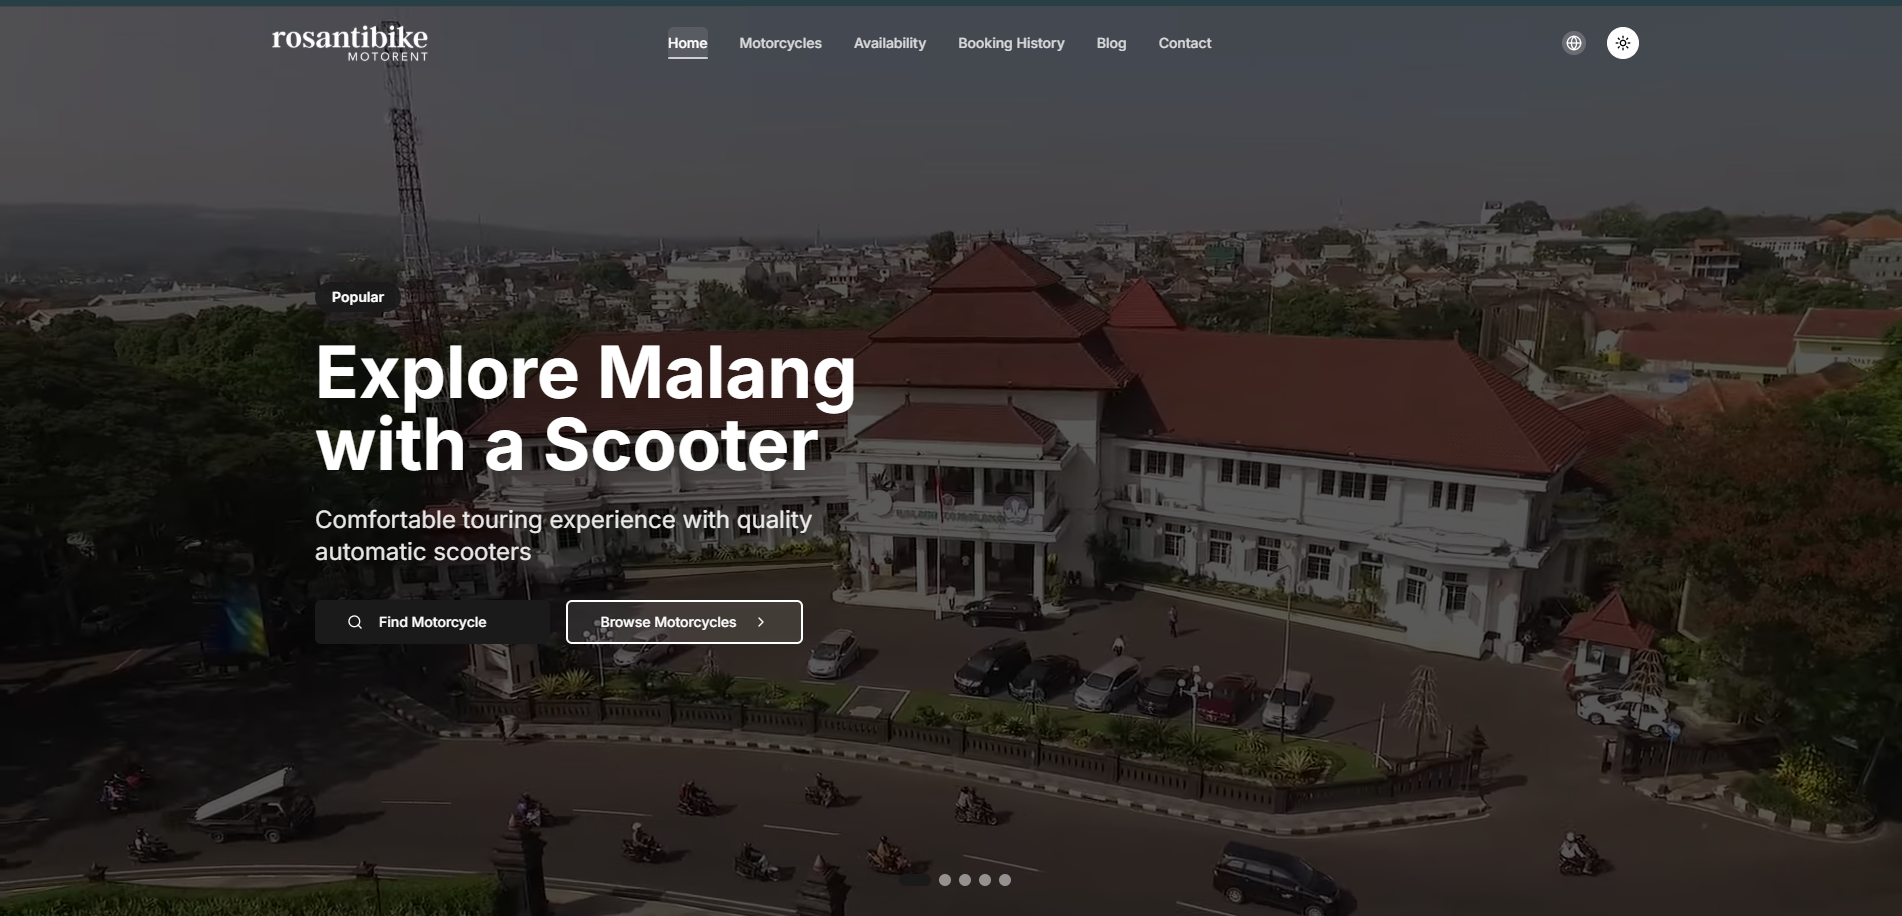 rosantibike
MOTORENT
Home
Motorcycles
Availability
Booking History
Blog
Contact
Popular
Explore Malang
with a Scooter
Comfortable touring experience with quality
automatic scooters
Find Motorcycle
Browse Motorcycles